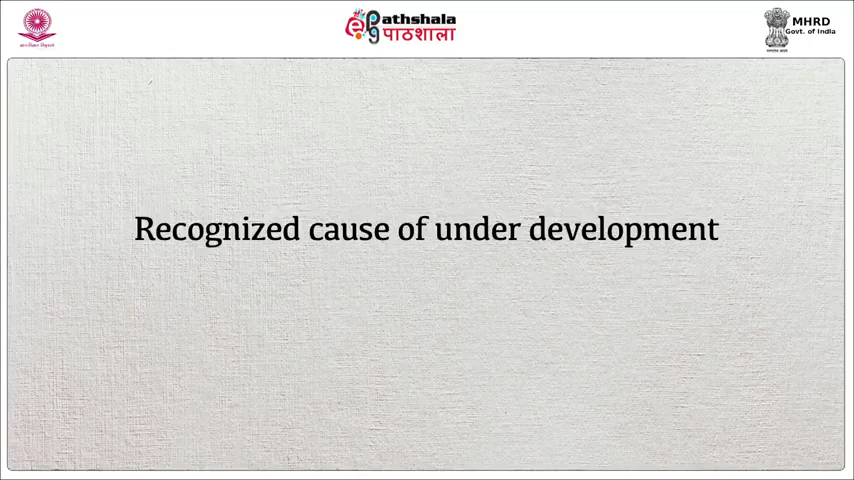 ePathshala
पाठशाला
MHRD
Govt. of India
Recognized cause of under development